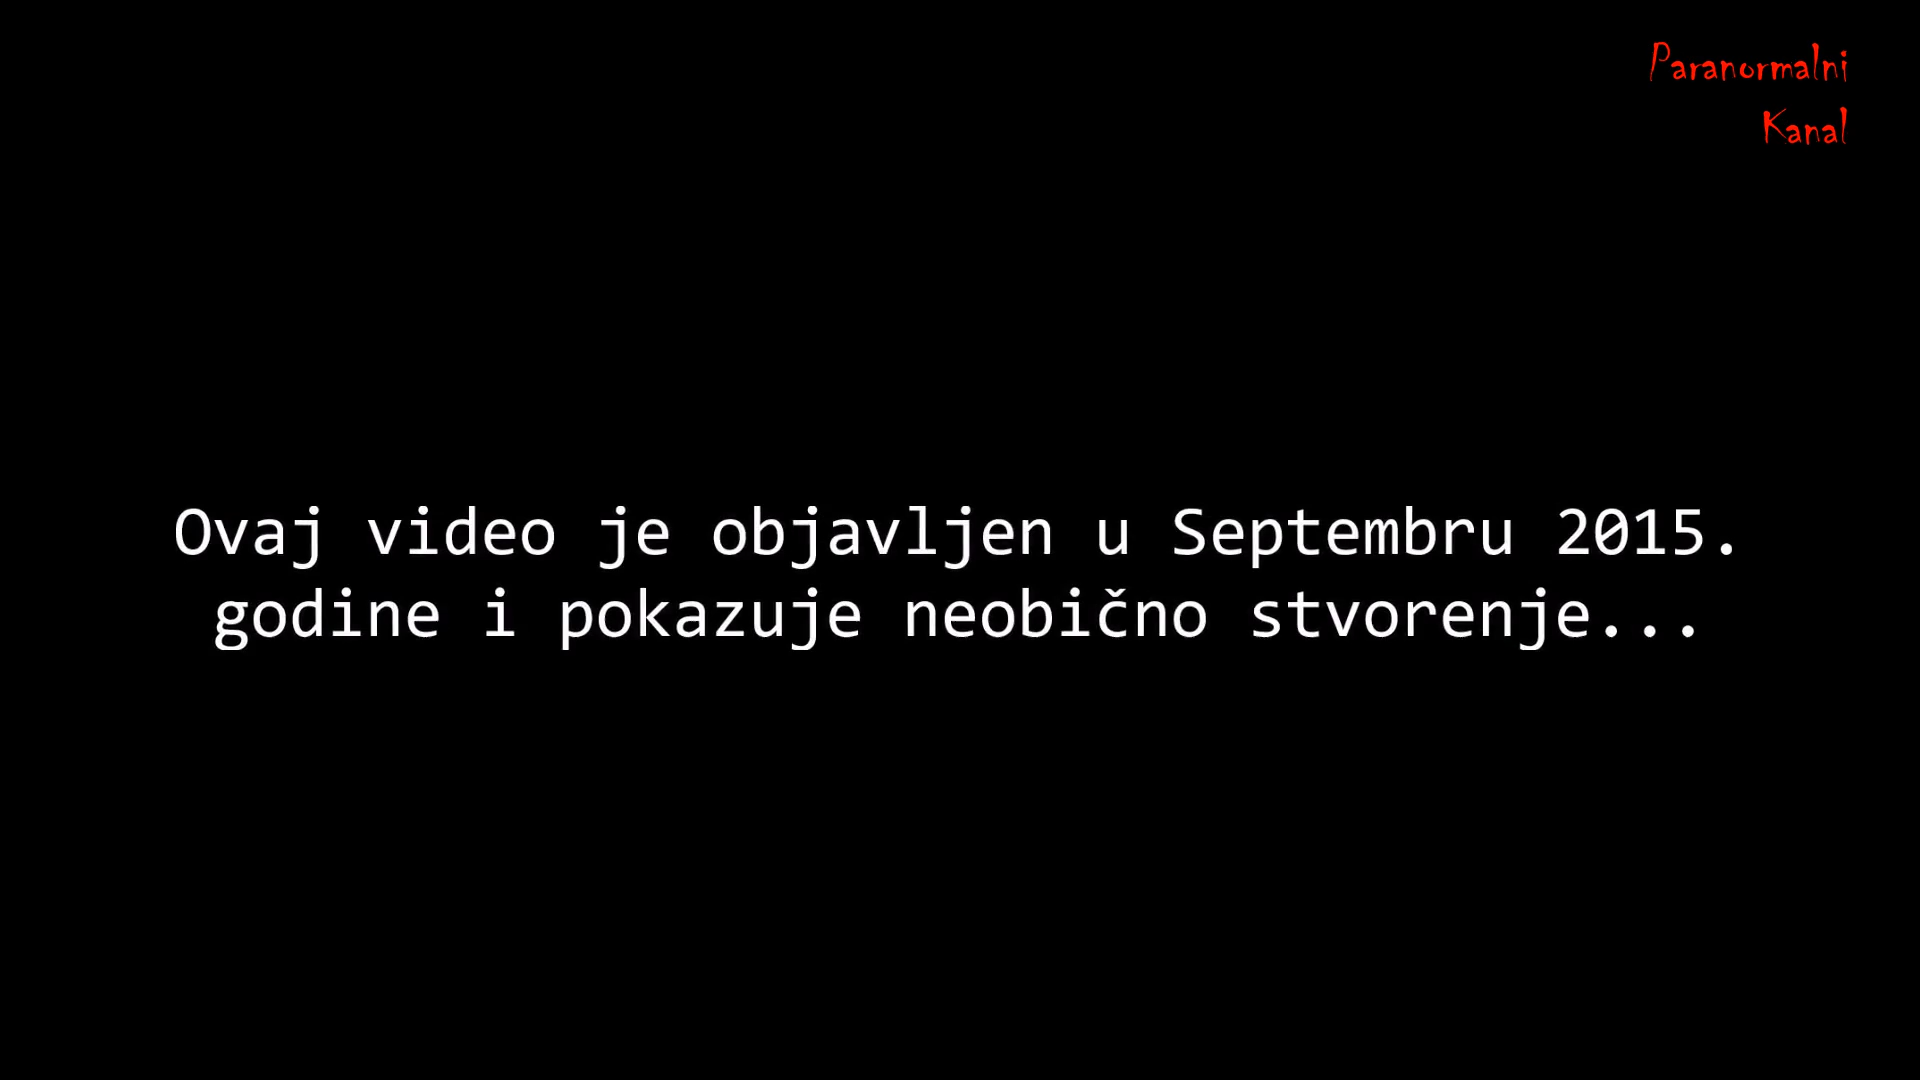 Paranormalni
Kanal
Ovaj video je objavljen u Septembru 2015.
godine i pokazuje neobično stvorenje...